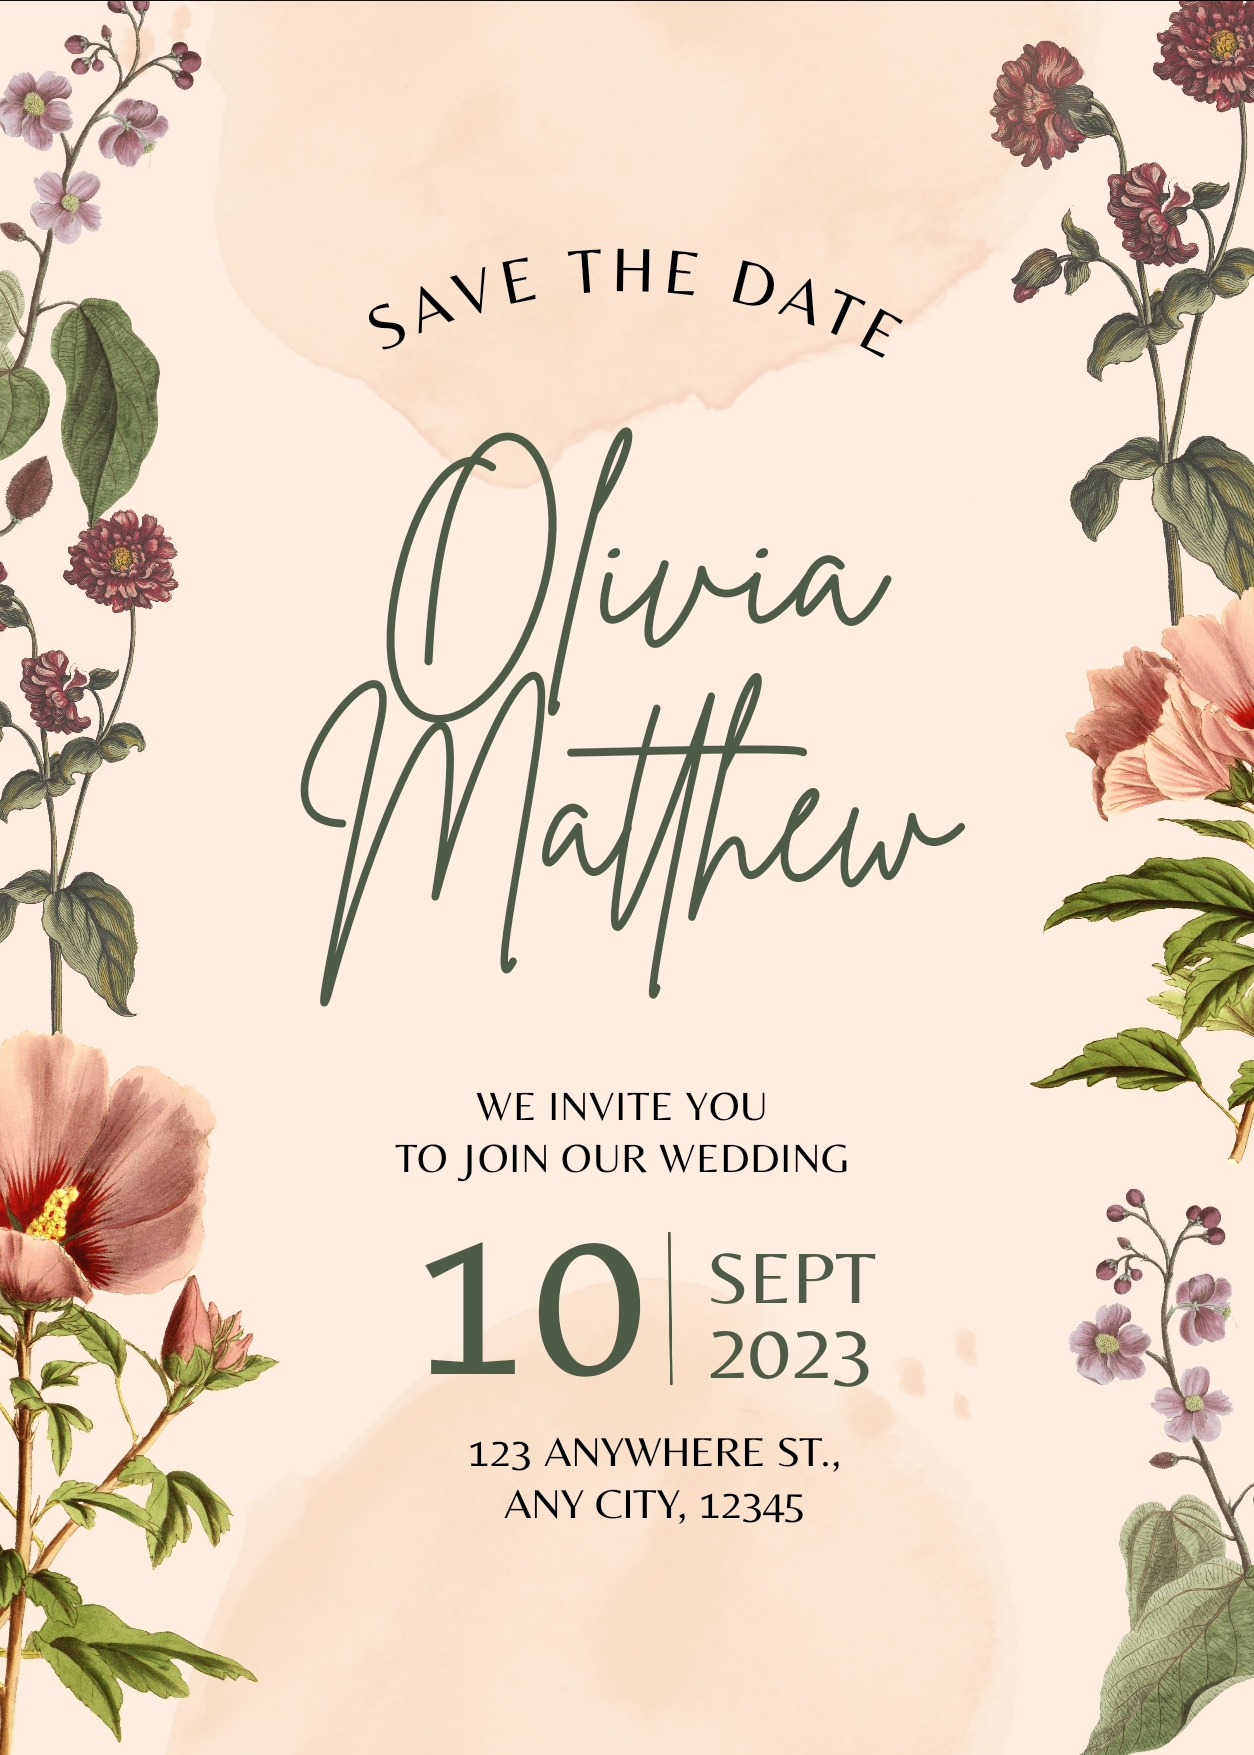 SAVE THE DATE
Olivia
Matthew
WE INVITE YOU
TO JOIN OUR WEDDING
10
SEPT
2023
123 ANYWHERE ST.,
ANY CITY, 12345